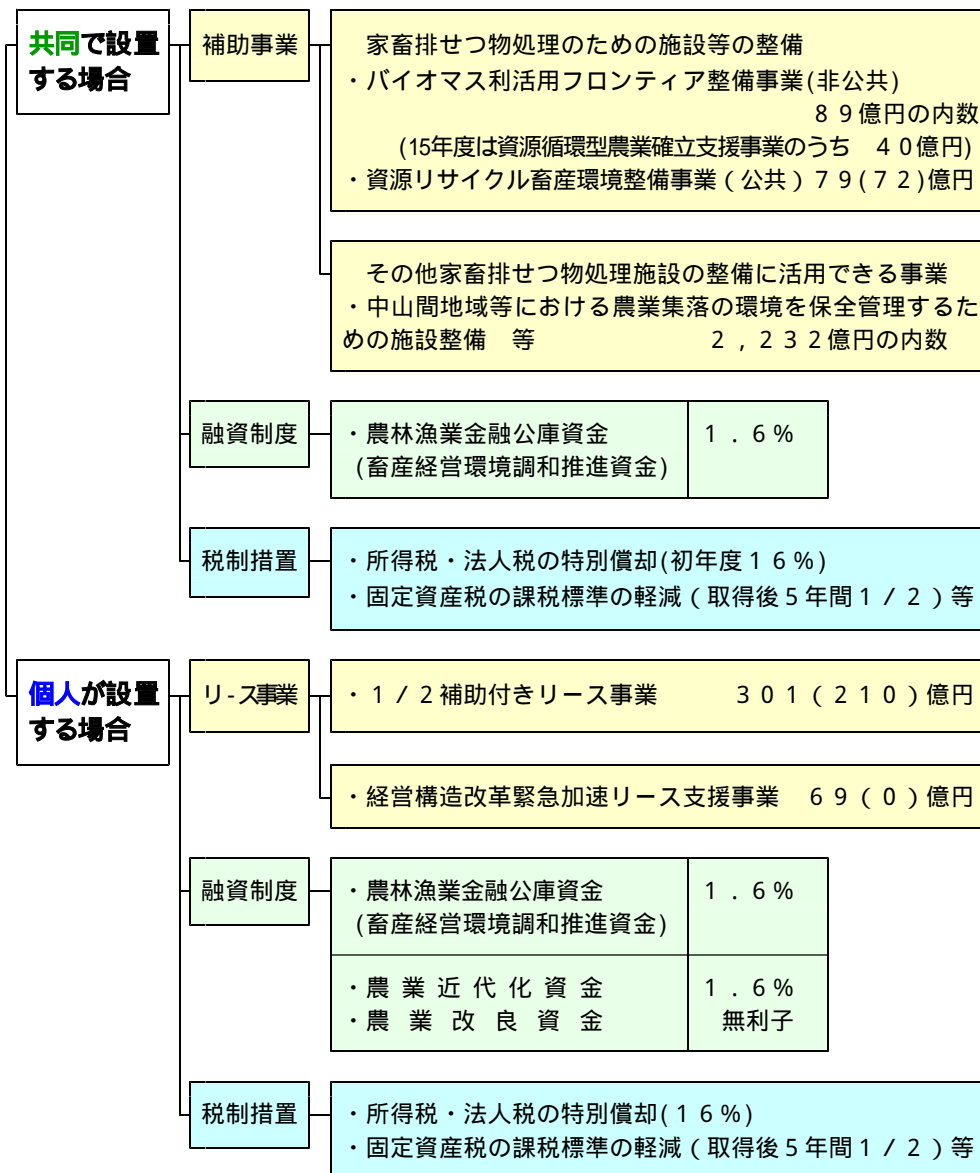 共同で設置
する場合
補助事業
家畜排せつ物処理のための施設等の整備
・バイオマス利活用フロンティア整備事業(非公共)
89億円の内数
(15年度は資源循環型農業確立支援事業のうち 40億円)
・資源リサイクル畜産環境整備事業(公共)79(72)億円
その他家畜排せつ物処理施設の整備に活用できる事業
・中山間地域等における農業集落の環境を保全管理するた
めの施設整備 等 2,232億円の内数
融資制度
・農林漁業金融公庫資金 1.6%
(畜産経営環境調和推進資金)
税制措置
・所得税・法人税の特別償却(初年度16%)
・固定資産税の課税標準の軽減(取得後5年間1/2)等
個人が設置
する場合
リ-ス事業
・1/2補助付きリース事業 301(210)億円
・経営構造改革緊急加速リース支援事業 69(0)億円
融資制度
・農林漁業金融公庫資金 1.6%
(畜産経営環境調和推進資金)
・農業近代化資金 1.6%
・農業改良資金 無利子
税制措置
・所得税・法人税の特別償却(16%)
・固定資産税の課税標準の軽減(取得後5年間1/2)等